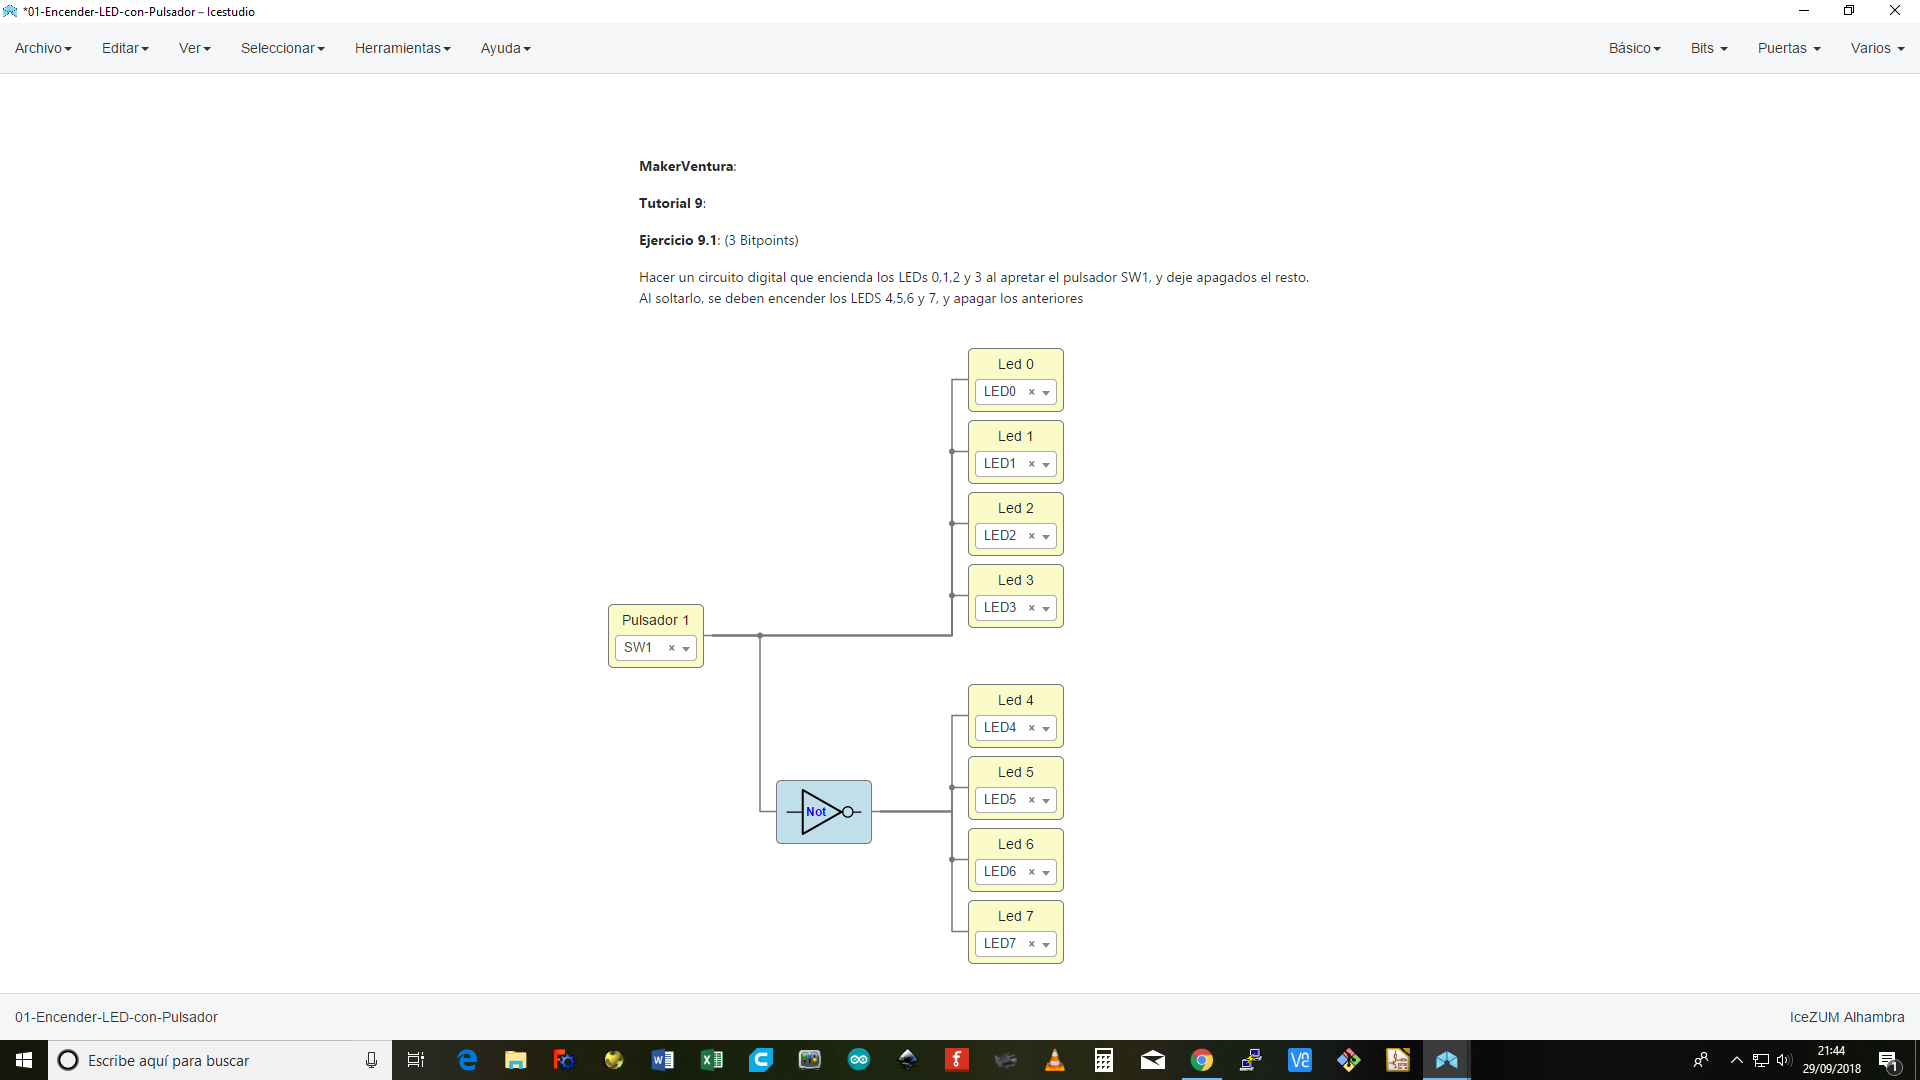 *01-Encender-LED-con-Pulsador – Icestudio
Archivo Editar Ver Seleccionar Herramientas Ayuda Básico Bits Puertas Varios
MakerVentura:
Tutorial 9:
Ejercicio 9.1: (3 Bitpoints)
Hacer un circuito digital que encienda los LEDs 0,1,2 y 3 al apretar el pulsador SW1, y deje apagados el resto.
Al soltarlo, se deben encender los LEDS 4,5,6 y 7, y apagar los anteriores
Led 0
LED0
Led 1
LED1
Led 2
LED2
Led 3
LED3
Pulsador 1
SW1
Led 4
LED4
Led 5
LED5
Not
Led 6
LED6
Led 7
LED7
01-Encender-LED-con-Pulsador IceZUM Alhambra
Escribe aquí para buscar
21:44
29/09/2018
1